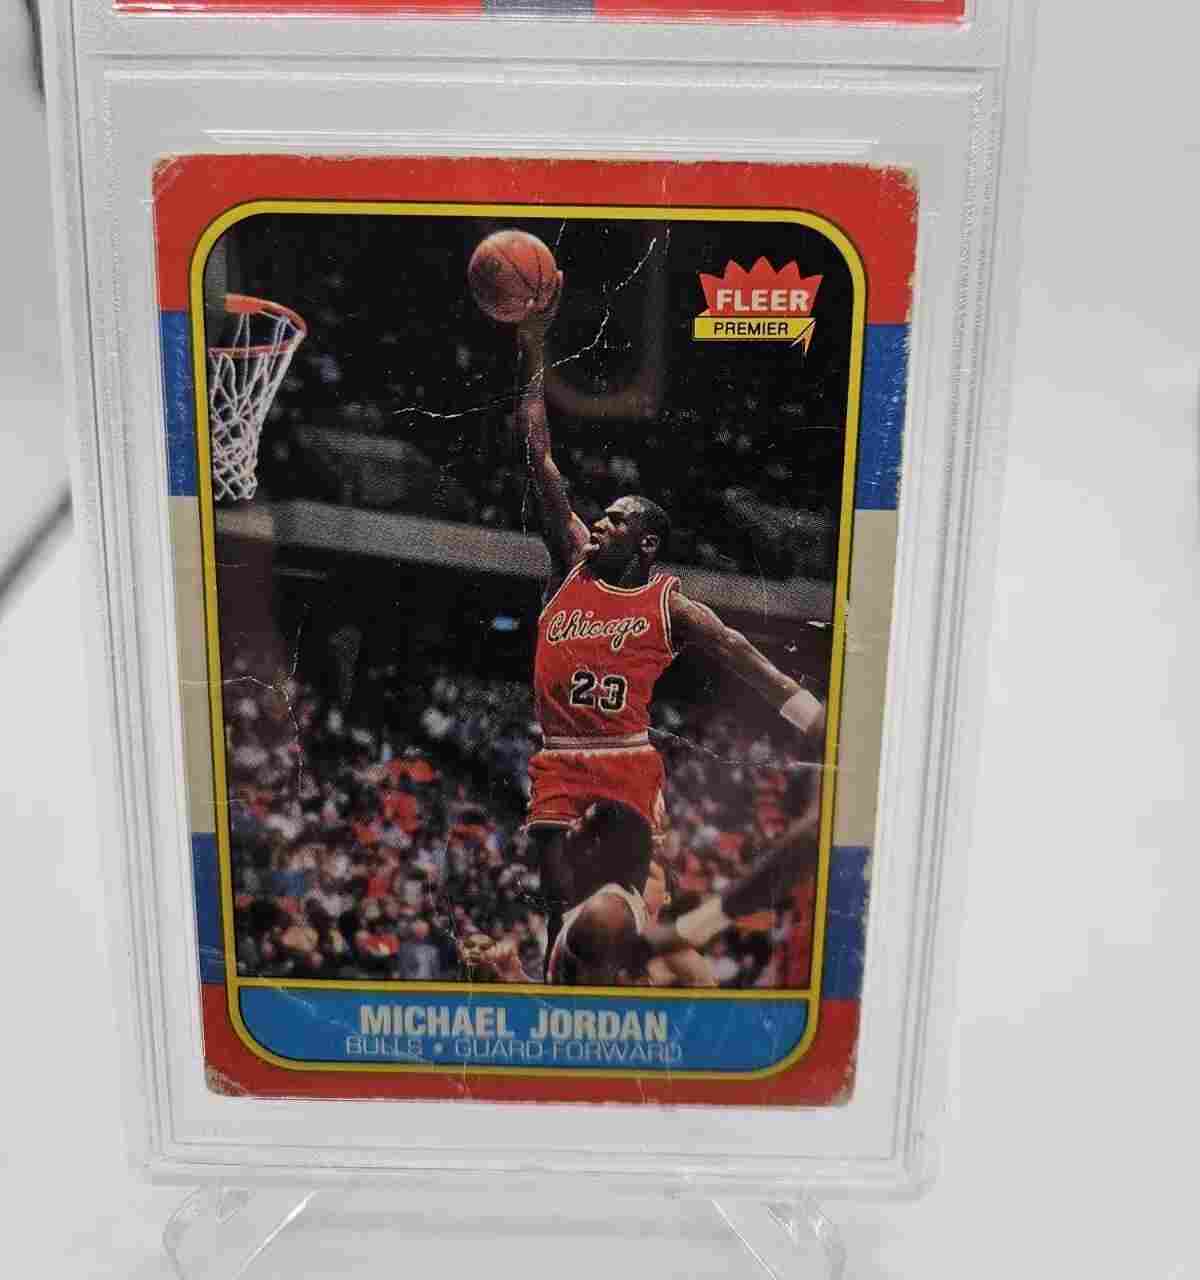 FLEER
PREMIER
Chicago
23
MICHAEL JORDAN
BULLS • GUARD-FORWARD